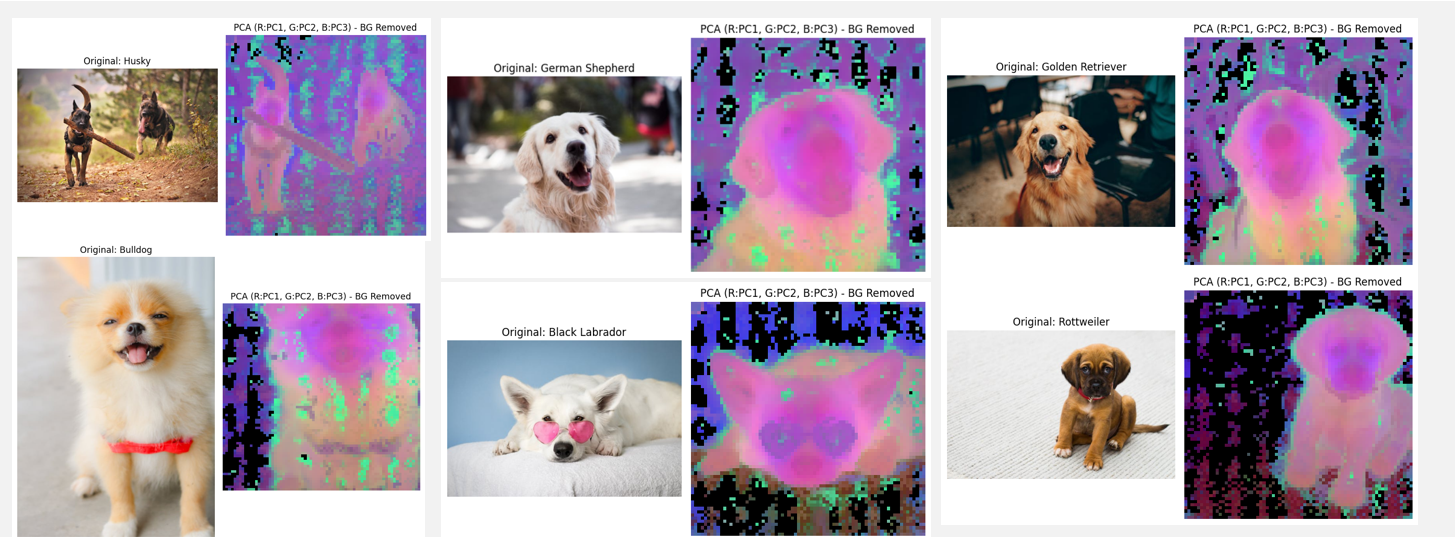 Original: Husky
PCA (R:PC1, G:PC2, B:PC3) - BG Removed
Original: Bulldog
PCA (R:PC1, G:PC2, B:PC3) - BG Removed
Original: German Shepherd
PCA (R:PC1, G:PC2, B:PC3) - BG Removed
Original: Black Labrador
PCA (R:PC1, G:PC2, B:PC3) - BG Removed
Original: Golden Retriever
PCA (R:PC1, G:PC2, B:PC3) - BG Removed
Original: Rottweiler
PCA (R:PC1, G:PC2, B:PC3) - BG Removed